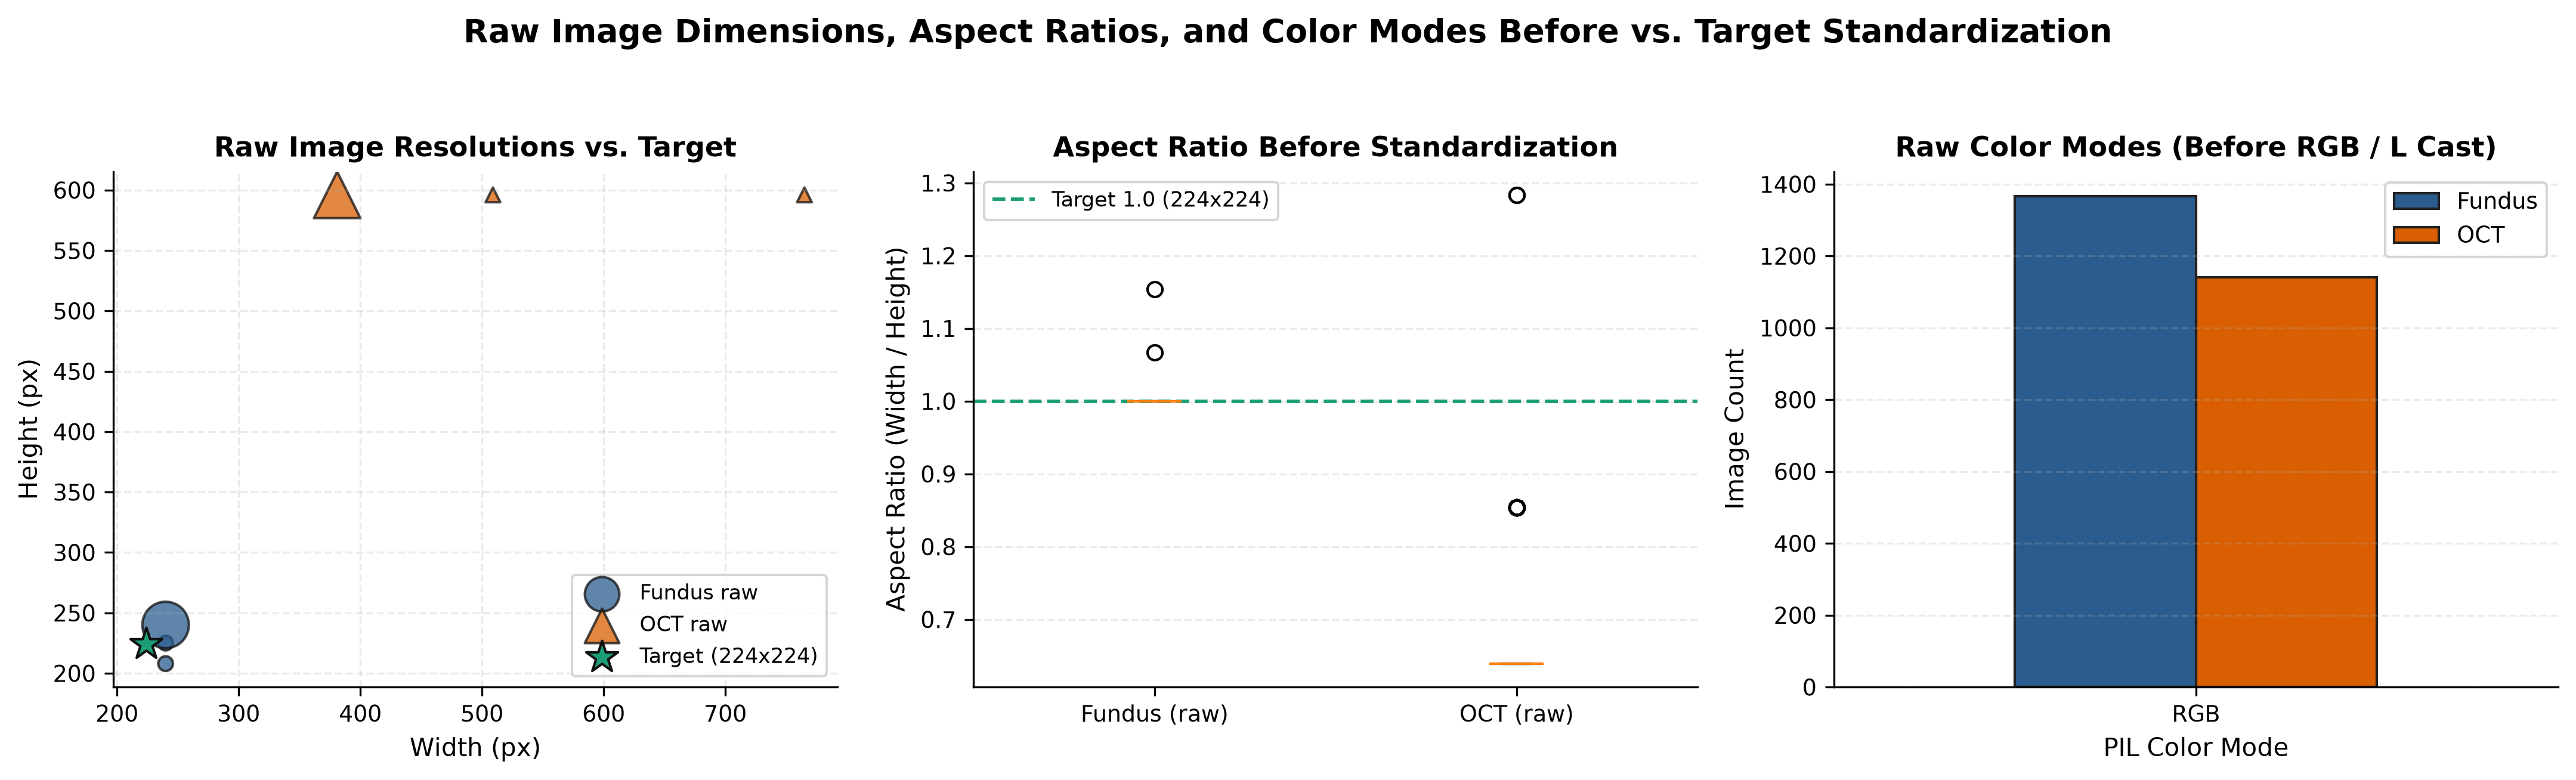 Raw Image Dimensions, Aspect Ratios, and Color Modes Before vs. Target Standardization
Raw Image Resolutions vs. Target
600
550
500
450
400
350
300
250
200
Height (px)
200 300 400 500 600 700
Width (px)
Fundus raw
OCT raw
Target (224x224)
Aspect Ratio Before Standardization
1.3
1.2
1.1
1.0
0.9
0.8
0.7
Aspect Ratio (Width / Height)
Target 1.0 (224x224)
Fundus (raw) OCT (raw)
Raw Color Modes (Before RGB / L Cast)
1400
1200
1000
800
600
400
200
0
Image Count
Fundus
OCT
RGB
PIL Color Mode